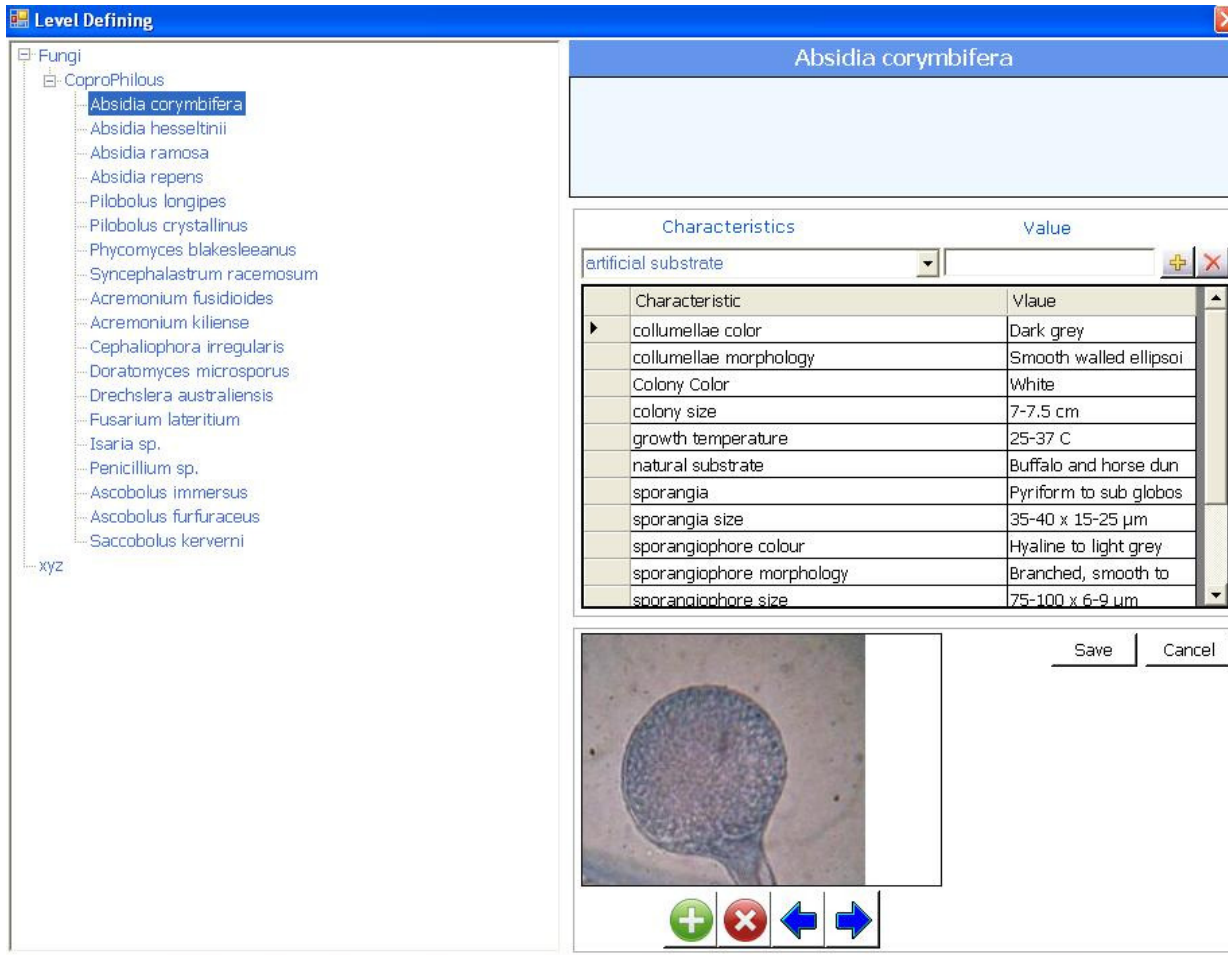 Level Defining
Fungi
CoproPhilous
Absidia corymbifera
Absidia hesseltinii
Absidia ramosa
Absidia repens
Pilobolus longipes
Pilobolus crystallinus
Phycomyces blakesleeanus
Syncephalastrum racemosum
Acremonium fusidioides
Acremonium kiliense
Cephaliophora irregularis
Doratomyces microsporus
Drechslera australiensis
Fusarium lateritium
Isaria sp.
Penicillium sp.
Ascobolus immersus
Ascobolus furfuraceus
Saccobolus kerverni
xyz
Absidia corymbifera
Characteristics Value
artificial substrate
Characteristic Vlaue
collumellae color Dark grey
collumellae morphology Smooth walled ellipsoi
Colony Color White
colony size 7-7.5 cm
growth temperature 25-37 C
natural substrate Buffalo and horse dun
sporangia Pyriform to sub globos
sporangia size 35-40 x 15-25 µm
sporangiophore colour Hyaline to light grey
sporangiophore morphology Branched, smooth to
sporangiophore size 75-100 x 6-9 µm
Save Cancel